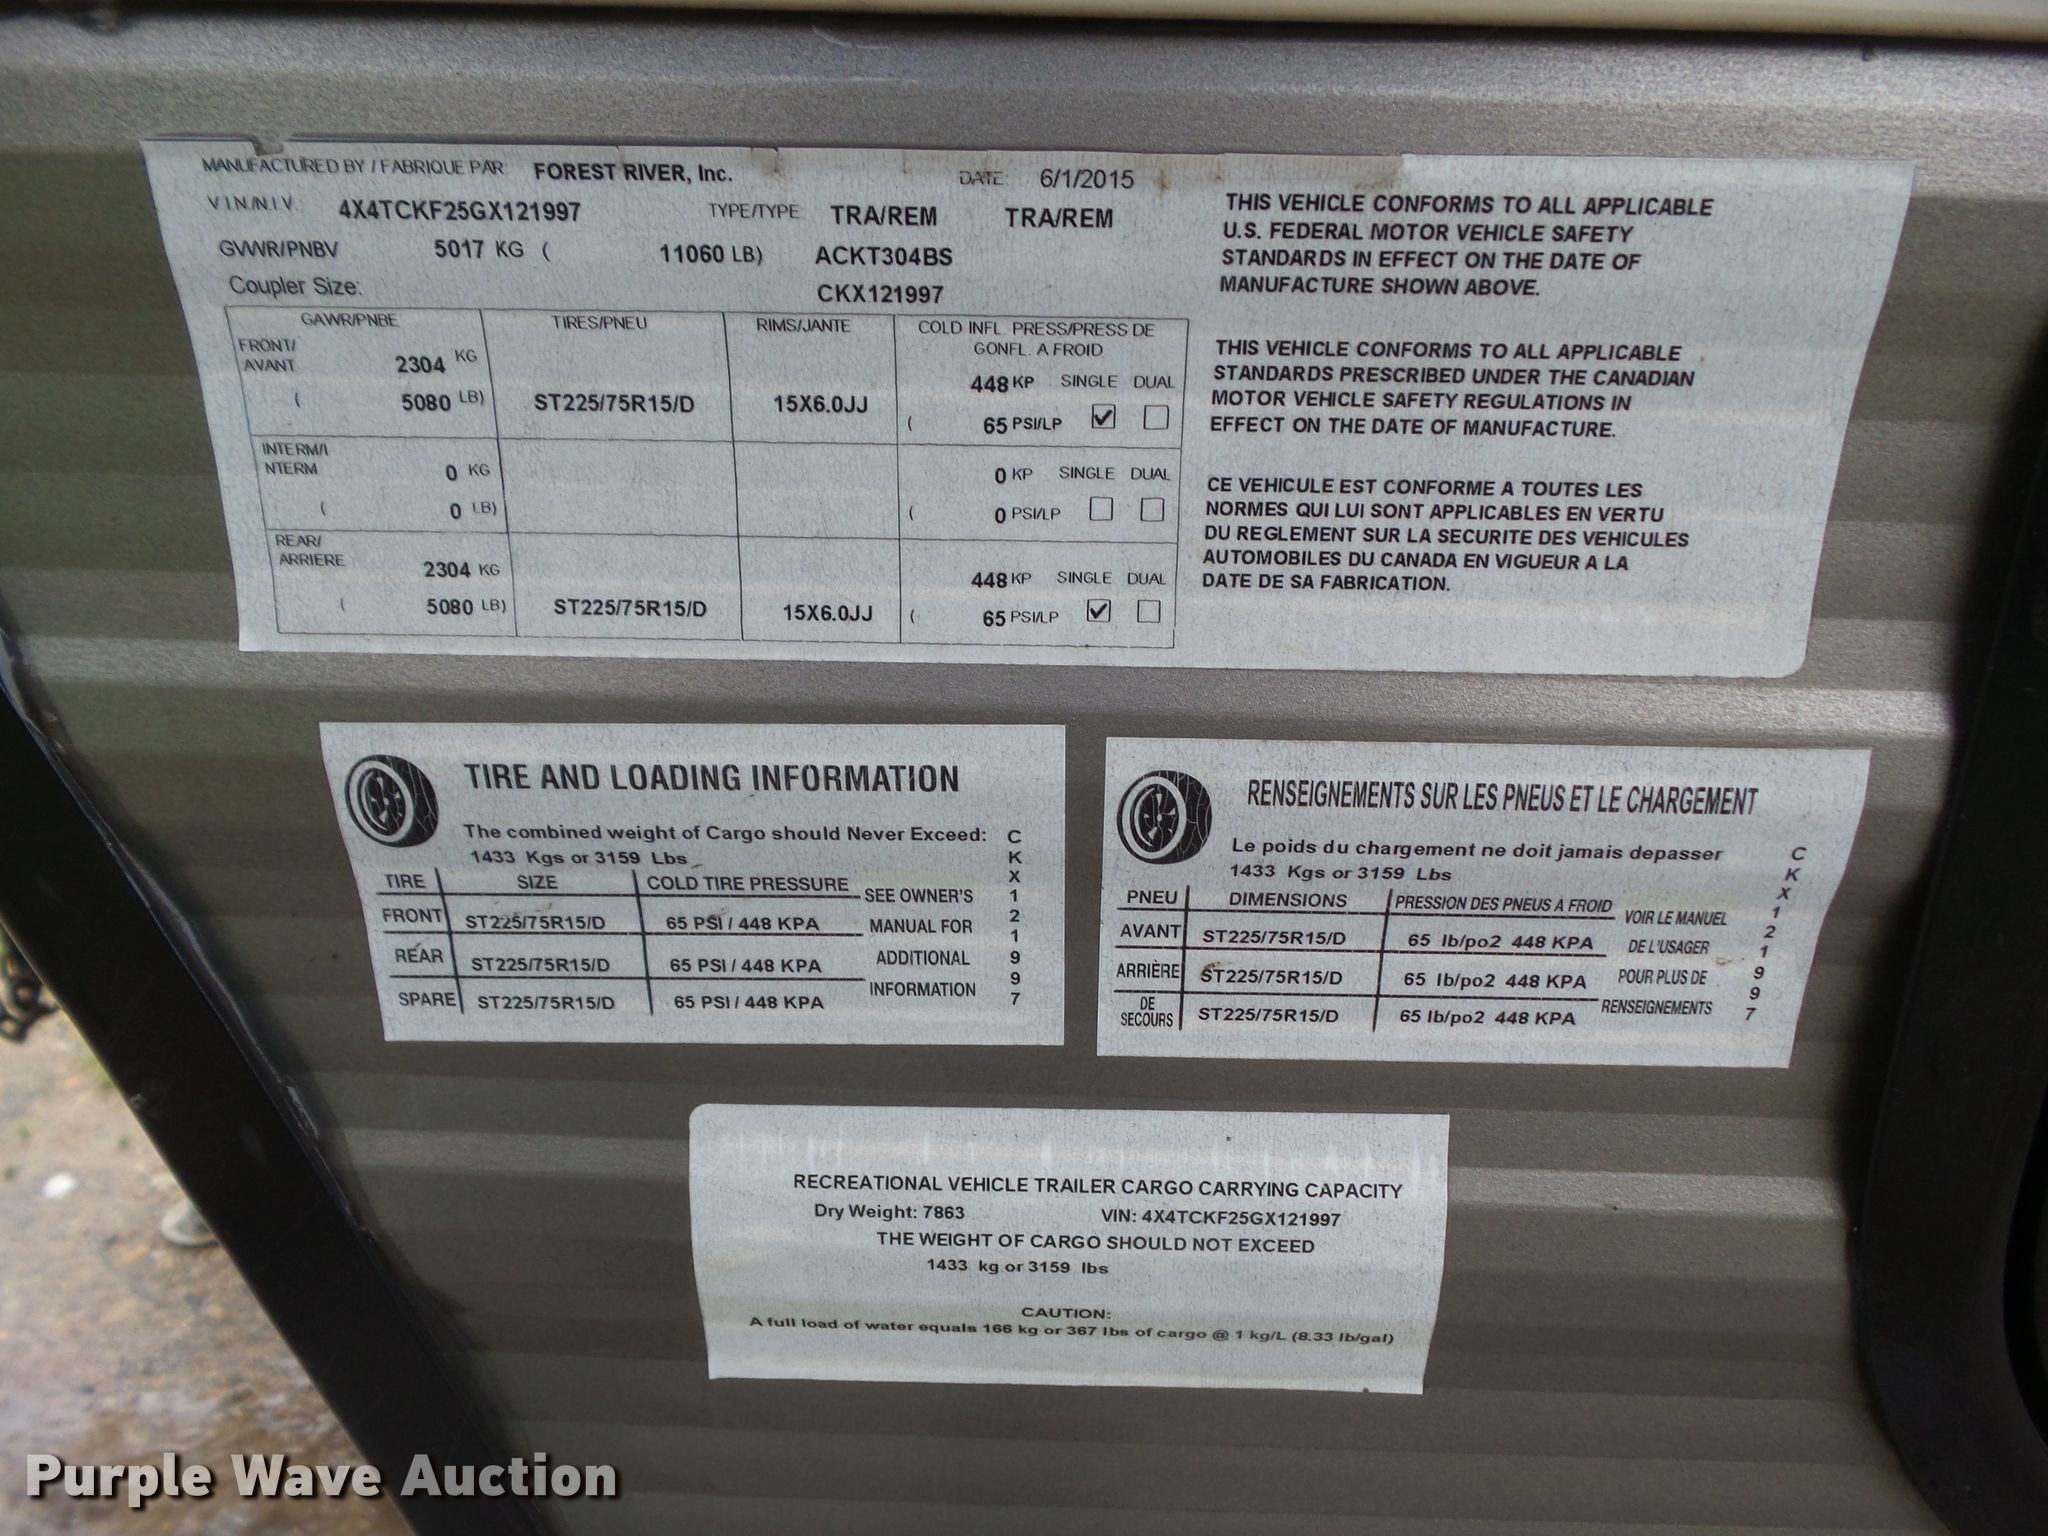 MANUFACTURED BY / FABRIQUE PAR: FOREST RIVER, Inc. DATE: 6/1/2015
V.I.N/N.I.V. 4X4TCKF25GX121997 TYPE/TYPE TRA/REM TRA/REM
GVWR/PNBV 5017 KG ( 11060 LB) ACKT304BS
Coupler Size: CKX121997
GAWR/PNBE TIRES/PNEU RIMS/JANTE COLD INFL. PRESS/PRESS DE
GONFL. A FROID
FRONT/
AVANT 2304 KG 448 KP SINGLE DUAL
( 5080 LB) ST225/75R15/D 15X6.0JJ ( 65 PSI/LP
INTERM/I
NTERM 0 KG 0 KP SINGLE DUAL
( 0 LB) ( 0 PSI/LP
REAR/
ARRIERE 2304 KG 448 KP SINGLE DUAL
( 5080 LB) ST225/75R15/D 15X6.0JJ ( 65 PSI/LP
THIS VEHICLE CONFORMS TO ALL APPLICABLE
U.S. FEDERAL MOTOR VEHICLE SAFETY
STANDARDS IN EFFECT ON THE DATE OF
MANUFACTURE SHOWN ABOVE.
THIS VEHICLE CONFORMS TO ALL APPLICABLE
STANDARDS PRESCRIBED UNDER THE CANADIAN
MOTOR VEHICLE SAFETY REGULATIONS IN
EFFECT ON THE DATE OF MANUFACTURE.
CE VEHICULE EST CONFORME A TOUTES LES
NORMES QUI LUI SONT APPLICABLES EN VERTU
DU REGLEMENT SUR LA SECURITE DES VEHICULES
AUTOMOBILES DU CANADA EN VIGUEUR A LA
DATE DE SA FABRICATION.
TIRE AND LOADING INFORMATION
The combined weight of Cargo should Never Exceed:
1433 Kgs or 3159 Lbs
TIRE SIZE COLD TIRE PRESSURE
FRONT ST225/75R15/D 65 PSI / 448 KPA
REAR ST225/75R15/D 65 PSI / 448 KPA
SPARE ST225/75R15/D 65 PSI / 448 KPA
SEE OWNER'S
MANUAL FOR
ADDITIONAL
INFORMATION
CKX121997
RENSEIGNEMENTS SUR LES PNEUS ET LE CHARGEMENT
Le poids du chargement ne doit jamais depasser
1433 Kgs or 3159 Lbs
PNEU DIMENSIONS PRESSION DES PNEUS À FROID
AVANT ST225/75R15/D 65 lb/po2 448 KPA
ARRIÈRE ST225/75R15/D 65 lb/po2 448 KPA
DE
SECOURS ST225/75R15/D 65 lb/po2 448 KPA
VOIR LE MANUEL
DE L'USAGER
POUR PLUS DE
RENSEIGNEMENTS
CKX121997
RECREATIONAL VEHICLE TRAILER CARGO CARRYING CAPACITY
Dry Weight: 7863 VIN: 4X4TCKF25GX121997
THE WEIGHT OF CARGO SHOULD NOT EXCEED
1433 kg or 3159 lbs
CAUTION:
A full load of water equals 166 kg or 367 lbs of cargo @ 1 kg/L (8.33 lb/gal)
Purple Wave Auction